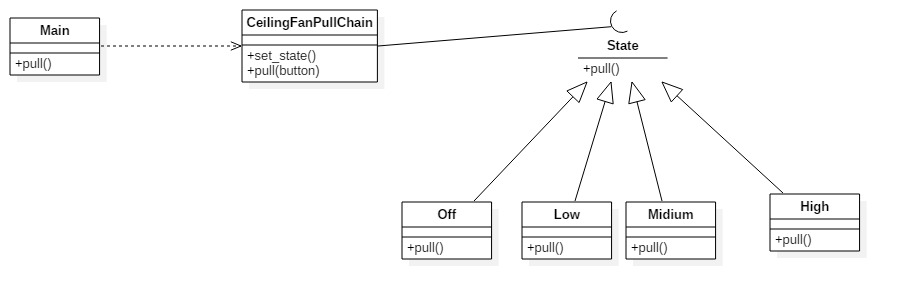 Main
+pull()
CeilingFanPullChain
+set_state()
+pull(button)
State
+pull()
Off
+pull()
Low
+pull()
Midium
+pull()
High
+pull()